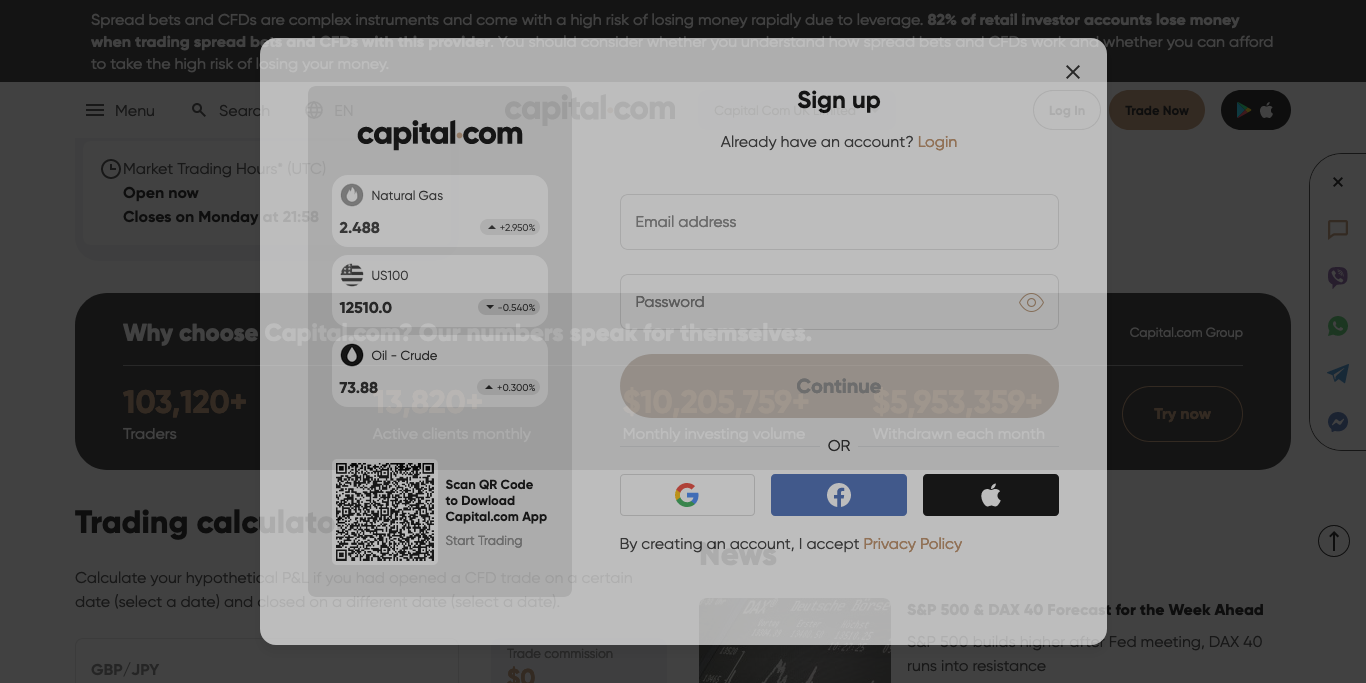 Spread bets and CFDs are complex instruments and come with a high risk of losing money rapidly due to leverage. 82% of retail investor accounts lose money
when trading spread bets and CFDs with this provider. You should consider whether you understand how spread bets and CFDs work and whether you can afford
to take the high risk of losing your money.
Menu
Search
EN
capital.com
Capital Com
Log In
Trade Now
Market Trading Hours* (UTC)
Open now
Closes on Monday at 21:58
Sign up
Already have an account? Login
Email address
Password
Continue
OR
By creating an account, I accept Privacy Policy
capital.com
Natural Gas
2.488
+2.950%
US100
12510.0
-0.540%
Oil - Crude
73.88
+0.300%
Scan QR Code
to Dowload
Capital.com App
Start Trading
Why choose Capital.com? Our numbers speak for themselves.
Capital.com Group
103,120+
Traders
13,820+
Active clients monthly
$10,205,759+
Monthly investing volume
$5,953,359+
Withdrawn each month
Try now
Trading calculato
Calculate your hypothetical P&L if you had opened a CFD trade on a certain
date (select a date) and closed on a different date (select a date).
GBP/JPY
Trade commission
$0
News
DAX
Deutsche Börse
S&P 500 & DAX 40 Forecast for the Week Ahead
S&P 500 builds higher after Fed meeting, DAX 40
runs into resistance